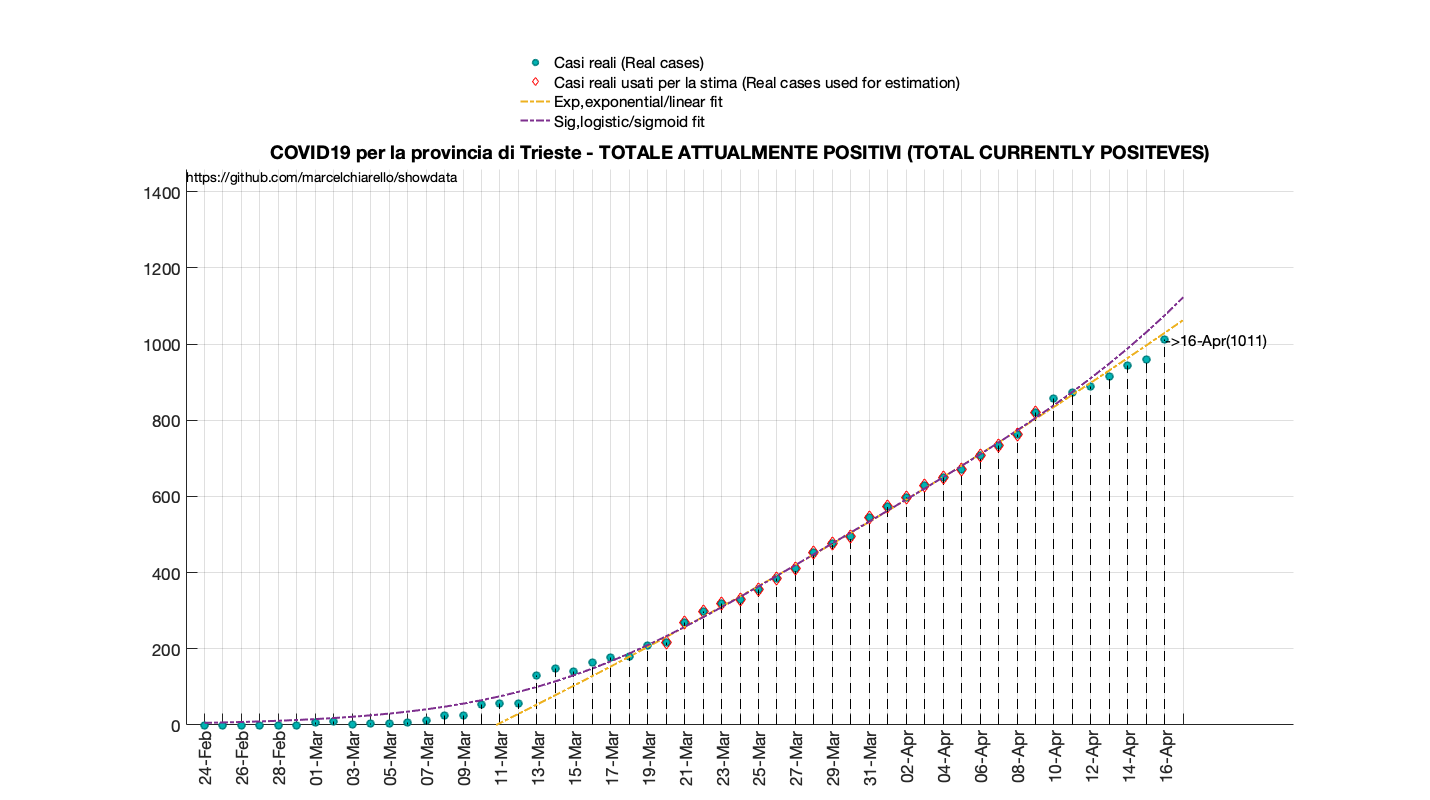 Casi reali (Real cases)
Casi reali usati per la stima (Real cases used for estimation)
Exp,exponential/linear fit
Sig,logistic/sigmoid fit
COVID19 per la provincia di Trieste - TOTALE ATTUALMENTE POSITIVI (TOTAL CURRENTLY POSITEVES)
https://github.com/marcelchiarello/showdata
1400
1200
1000
->16-Apr(1011)
800
600
400
200
0
24-Feb
26-Feb
28-Feb
01-Mar
03-Mar
05-Mar
07-Mar
09-Mar
11-Mar
13-Mar
15-Mar
17-Mar
19-Mar
21-Mar
23-Mar
25-Mar
27-Mar
29-Mar
31-Mar
02-Apr
04-Apr
06-Apr
08-Apr
10-Apr
12-Apr
14-Apr
16-Apr